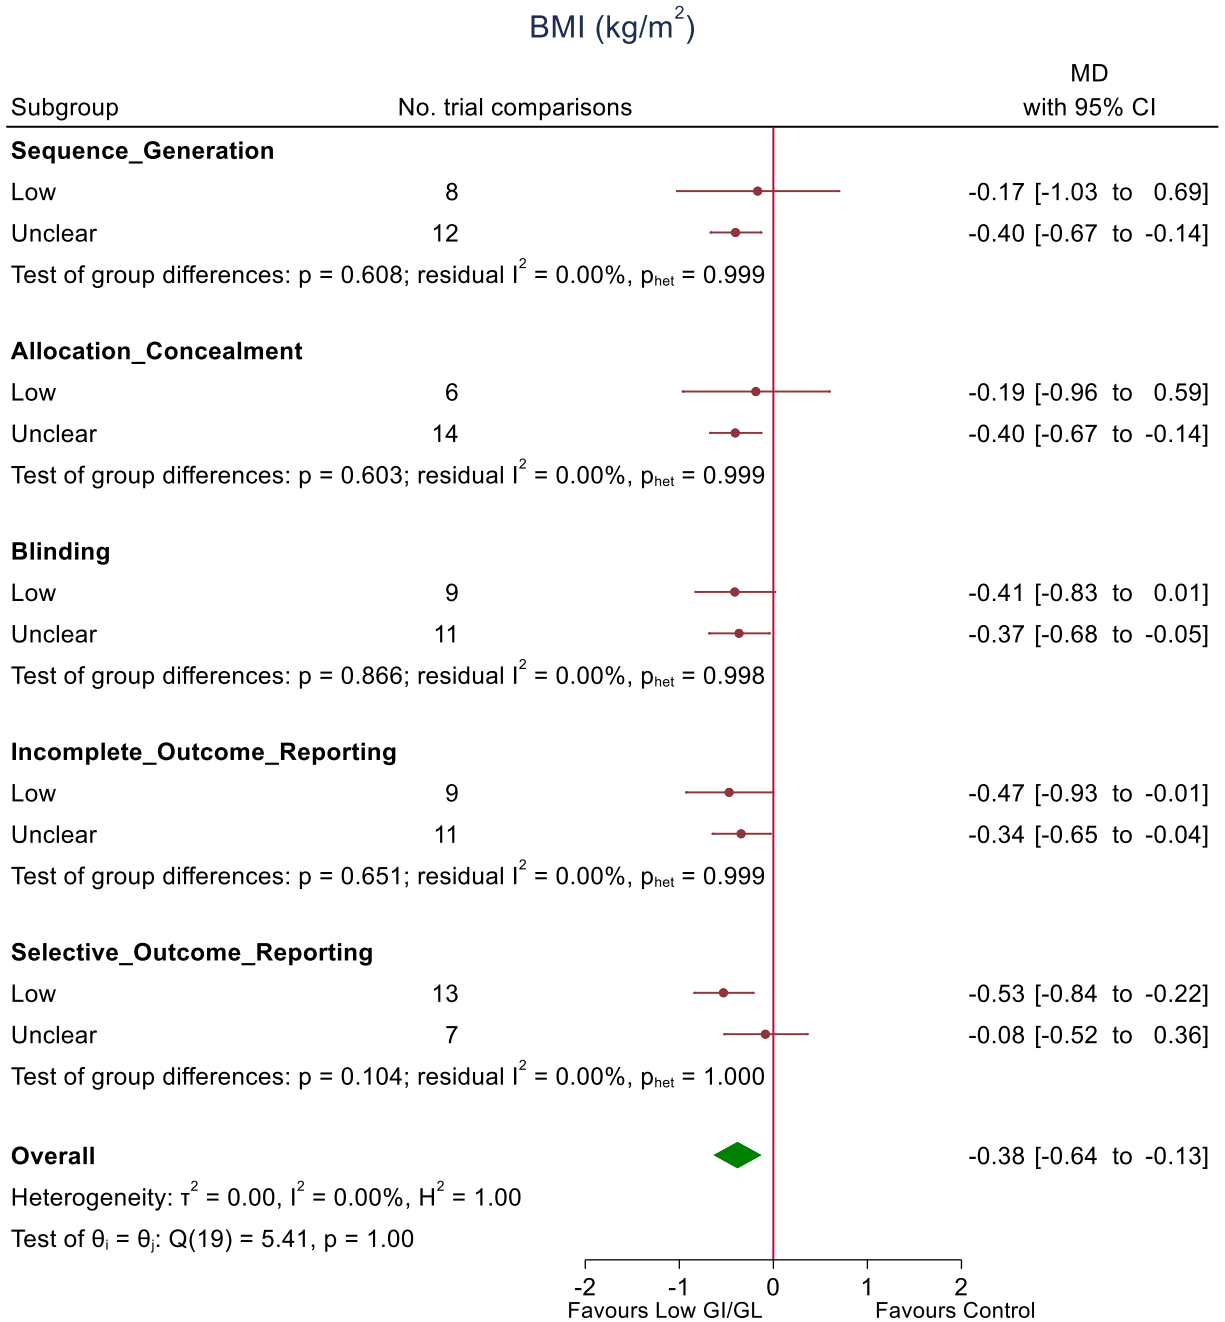 BMI (kg/m²)
MD
Subgroup No. trial comparisons with 95% CI
Sequence_Generation
Low 8 -0.17 [-1.03 to 0.69]
Unclear 12 -0.40 [-0.67 to -0.14]
Test of group differences: p = 0.608; residual I² = 0.00%, phet = 0.999
Allocation_Concealment
Low 6 -0.19 [-0.96 to 0.59]
Unclear 14 -0.40 [-0.67 to -0.14]
Test of group differences: p = 0.603; residual I² = 0.00%, phet = 0.999
Blinding
Low 9 -0.41 [-0.83 to 0.01]
Unclear 11 -0.37 [-0.68 to -0.05]
Test of group differences: p = 0.866; residual I² = 0.00%, phet = 0.998
Incomplete_Outcome_Reporting
Low 9 -0.47 [-0.93 to -0.01]
Unclear 11 -0.34 [-0.65 to -0.04]
Test of group differences: p = 0.651; residual I² = 0.00%, phet = 0.999
Selective_Outcome_Reporting
Low 13 -0.53 [-0.84 to -0.22]
Unclear 7 -0.08 [-0.52 to 0.36]
Test of group differences: p = 0.104; residual I² = 0.00%, phet = 1.000
Overall -0.38 [-0.64 to -0.13]
Heterogeneity: τ² = 0.00, I² = 0.00%, H² = 1.00
Test of θᵢ = θⱼ: Q(19) = 5.41, p = 1.00
-2 -1 0 1 2
Favours Low GI/GL Favours Control